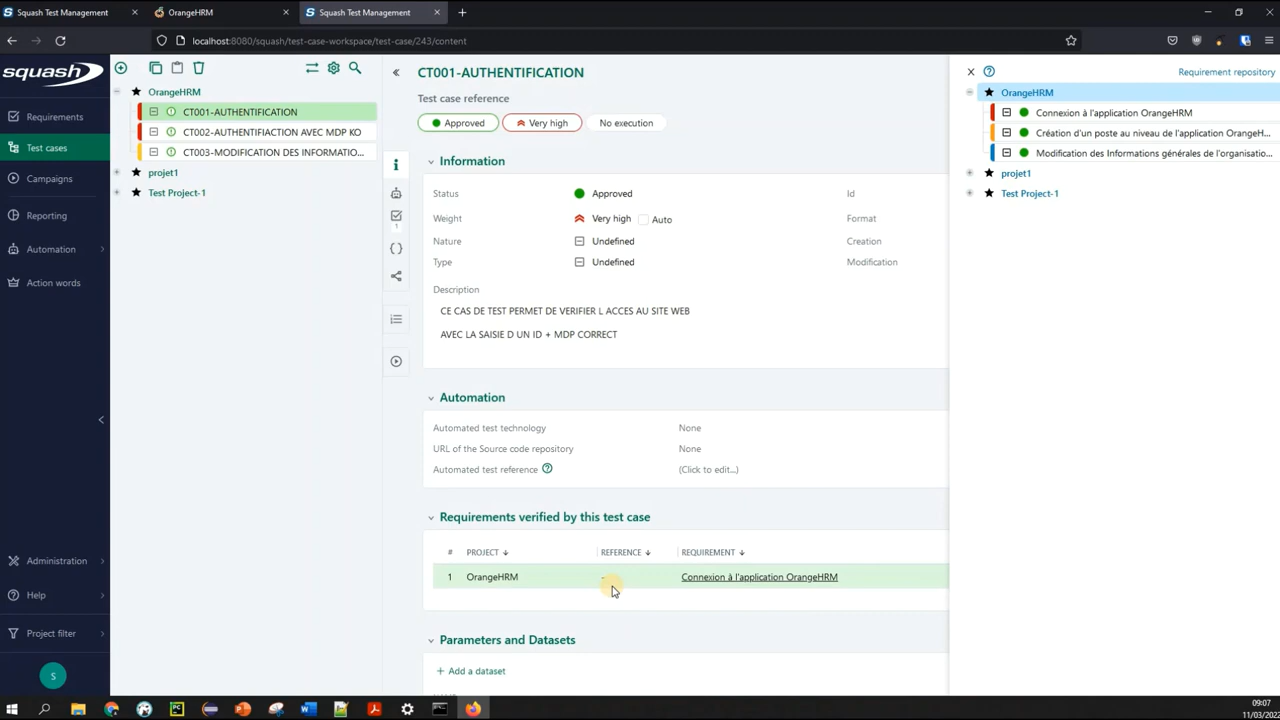 Squash Test Management
OrangeHRM
Squash Test Management
localhost:8080/squash/test-case-workspace/test-case/243/content
squash
Requirements
Test cases
Campaigns
Reporting
Automation
Action words
Administration
Help
Project filter
S
OrangeHRM
CT001-AUTHENTIFICATION
CT002-AUTHENTIFIACTION AVEC MDP KO
CT003-MODIFICATION DES INFORMATIO...
projet1
Test Project-1
CT001-AUTHENTIFICATION
Test case reference
Approved
Very high
No execution
1
Information
Status Approved Id
Weight Very high Auto Format
Nature Undefined Creation
Type Undefined Modification
Description
CE CAS DE TEST PERMET DE VERIFIER L ACCES AU SITE WEB
AVEC LA SAISIE D UN ID + MDP CORRECT
Automation
Automated test technology None
URL of the Source code repository None
Automated test reference (Click to edit...)
Requirements verified by this test case
# PROJECT REFERENCE REQUIREMENT
1 OrangeHRM - Connexion à l'application OrangeHRM
Parameters and Datasets
+ Add a dataset
Requirement repository
OrangeHRM
Connexion à l'application OrangeHRM
Création d'un poste au niveau de l'application OrangeH...
Modification des Informations générales de l'organisatio...
projet1
Test Project-1
09:07
11/03/2022